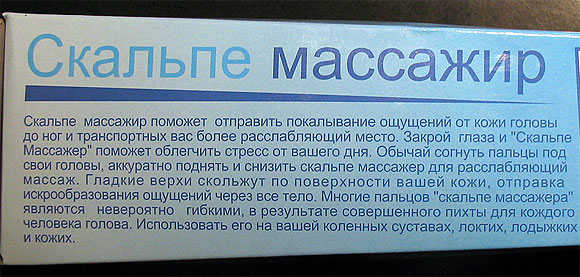 Скальпе массажир
Скальпе массажир поможет отправить покалывание ощущений от кожи головы
до ног и транспортных вас более расслабляющий место. Закрой глаза и "Скальпе
Массажер" поможет облегчить стресс от вашего дня. Обычай согнуть пальцы под
свои головы, аккуратно поднять и снизить скальпе массажер для расслабляющий
массаж. Гладкие верхи скользют по поверхности вашей кожи, отправка
искрообразования ощущений через все тело. Многие пальцов "скальпе массажера"
являются невероятно гибкими, в результате совершенного пихты для каждого
человека голова. Использовать его на вашей коленных суставах, локтих, лодыжких
и кожих.